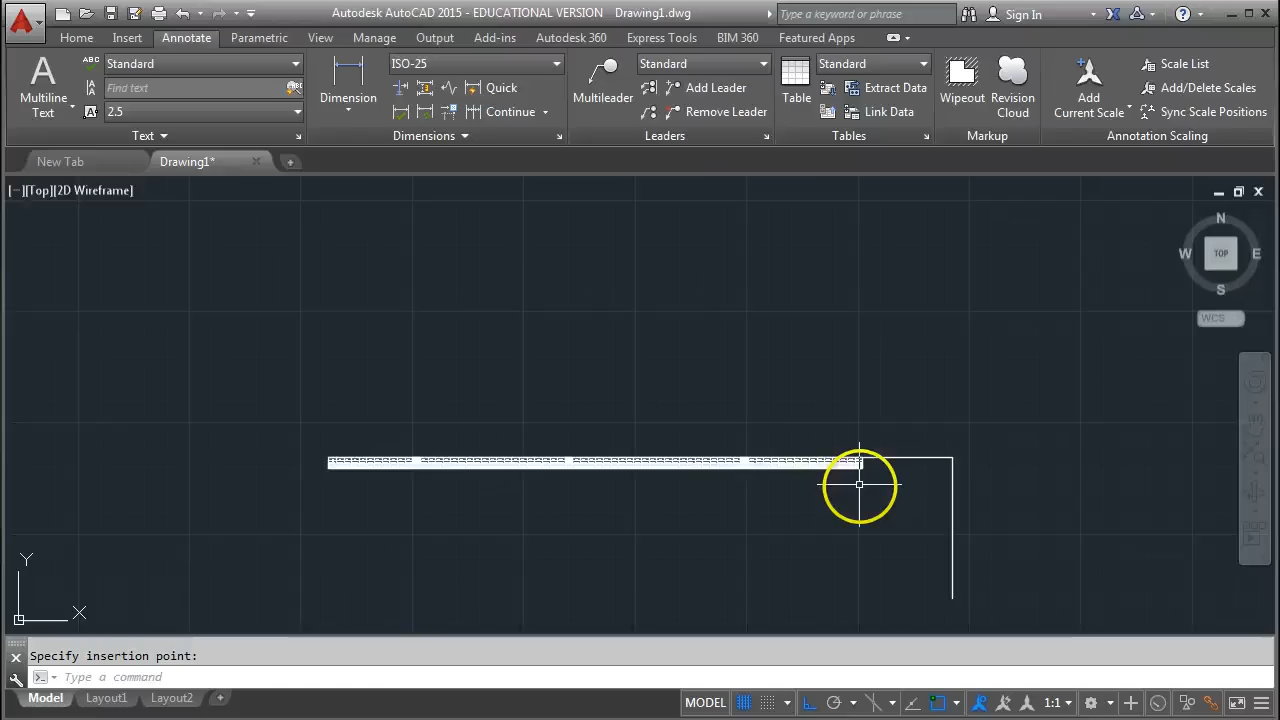 Autodesk AutoCAD 2015 - EDUCATIONAL VERSION Drawing1.dwg
Type a keyword or phrase
Sign In
Home Insert Annotate Parametric View Manage Output Add-ins Autodesk 360 Express Tools BIM 360 Featured Apps
Multiline Text
ABC
Standard
Find text
2.5
Text
Dimension
ISO-25
Quick
Continue
Dimensions
Multileader
Standard
Add Leader
Remove Leader
Leaders
Table
Standard
Extract Data
Link Data
Tables
Wipeout
Revision Cloud
Markup
Add Current Scale
Scale List
Add/Delete Scales
Sync Scale Positions
Annotation Scaling
New Tab
Drawing1*
[−][Top][2D Wireframe]
N
W TOP E
S
WCS
Y
X
Specify insertion point:
Type a command
Model Layout1 Layout2
MODEL
1:1